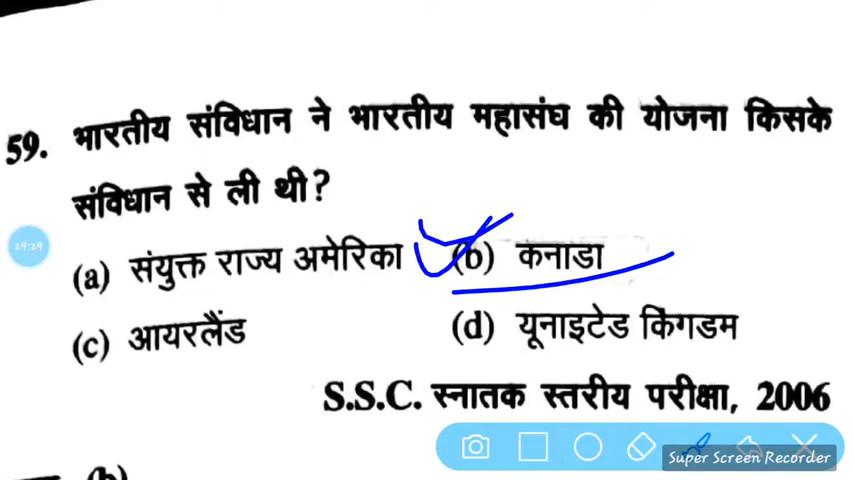 59. भारतीय संविधान ने भारतीय महासंघ की योजना किसके
संविधान से ली थी?
29:29
(a) संयुक्त राज्य अमेरिका (b) कनाडा
(c) आयरलैंड (d) यूनाइटेड किंगडम
S.S.C. स्नातक स्तरीय परीक्षा, 2006
Super Screen Recorder
(b)